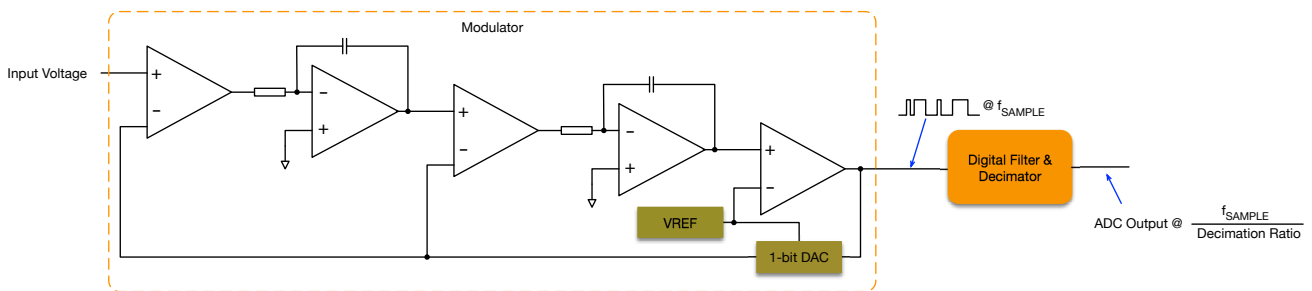 Modulator
Input Voltage
+
−
−
+
+
−
−
+
+
−
@ fSAMPLE
Digital Filter &
Decimator
VREF
1-bit DAC
ADC Output @
fSAMPLE
Decimation Ratio